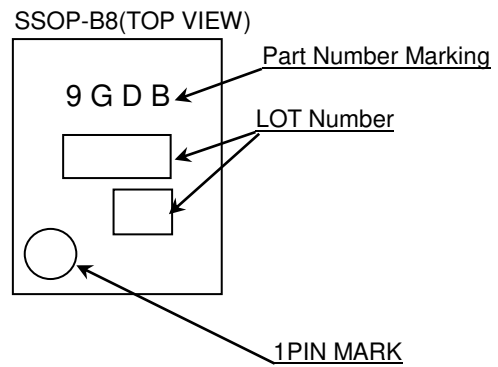 SSOP-B8(TOP VIEW)
Part Number Marking
9 G D B
LOT Number
1PIN MARK